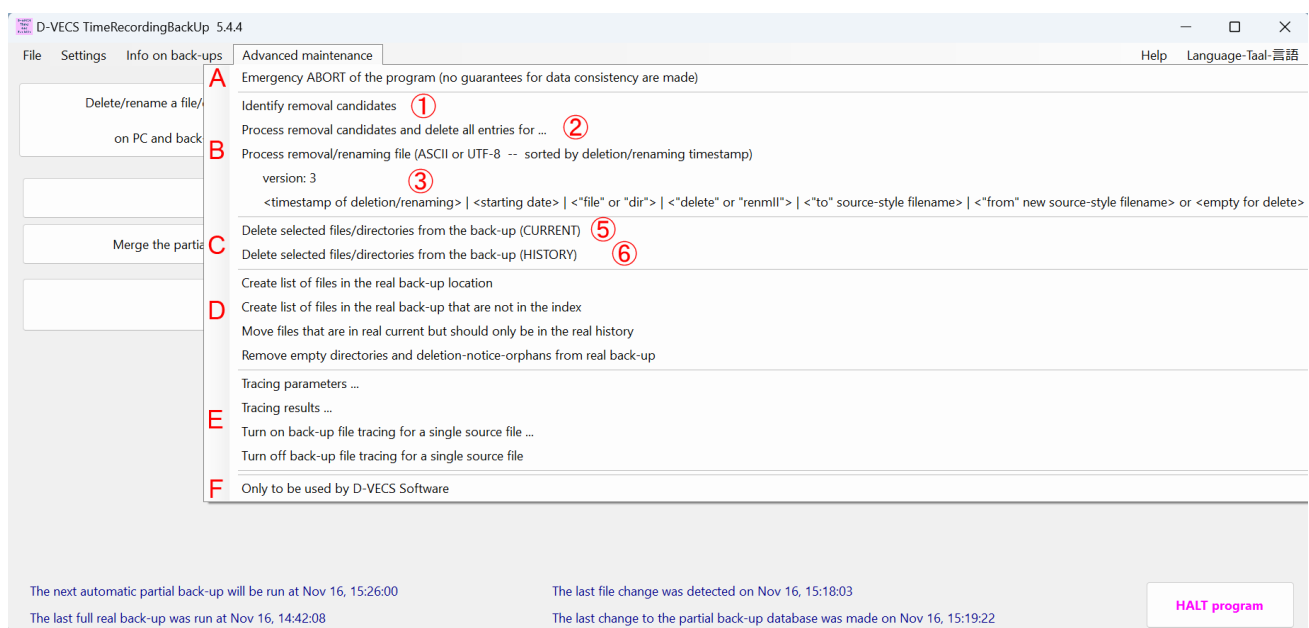 D-VECS TimeRecordingBackUp 5.4.4
File Settings Info on back-ups Advanced maintenance Help Language-Taal-言語
A Emergency ABORT of the program (no guarantees for data consistency are made)
Delete/rename a file/
Identify removal candidates ①
on PC and back
Process removal candidates and delete all entries for ... ②
B Process removal/renaming file (ASCII or UTF-8 -- sorted by deletion/renaming timestamp)
version: 3 ③
<timestamp of deletion/renaming> | <starting date> | <"file" or "dir"> | <"delete" or "renmII"> | <"to" source-style filename> | <"from" new source-style filename> or <empty for delete>
Merge the partia
C Delete selected files/directories from the back-up (CURRENT) ⑤
Delete selected files/directories from the back-up (HISTORY) ⑥
Create list of files in the real back-up location
D Create list of files in the real back-up that are not in the index
Move files that are in real current but should only be in the real history
Remove empty directories and deletion-notice-orphans from real back-up
Tracing parameters ...
E Tracing results ...
Turn on back-up file tracing for a single source file ...
Turn off back-up file tracing for a single source file
F Only to be used by D-VECS Software
The next automatic partial back-up will be run at Nov 16, 15:26:00 The last file change was detected on Nov 16, 15:18:03
The last full real back-up was run at Nov 16, 14:42:08 The last change to the partial back-up database was made on Nov 16, 15:19:22
HALT program